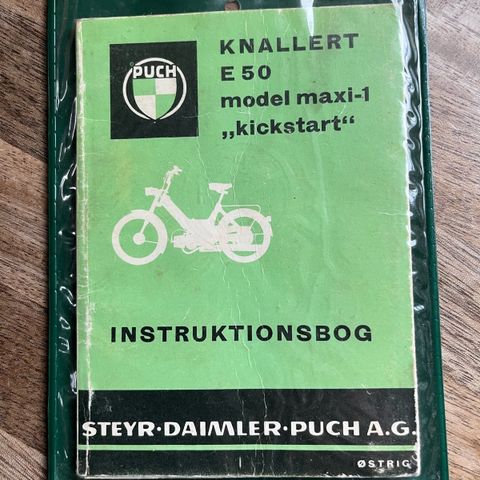 PUCH
KNALLERT
E 50
model maxi-1
„kickstart“
INSTRUKTIONSBOG
STEYR·DAIMLER·PUCH A.G.
ØSTRIG